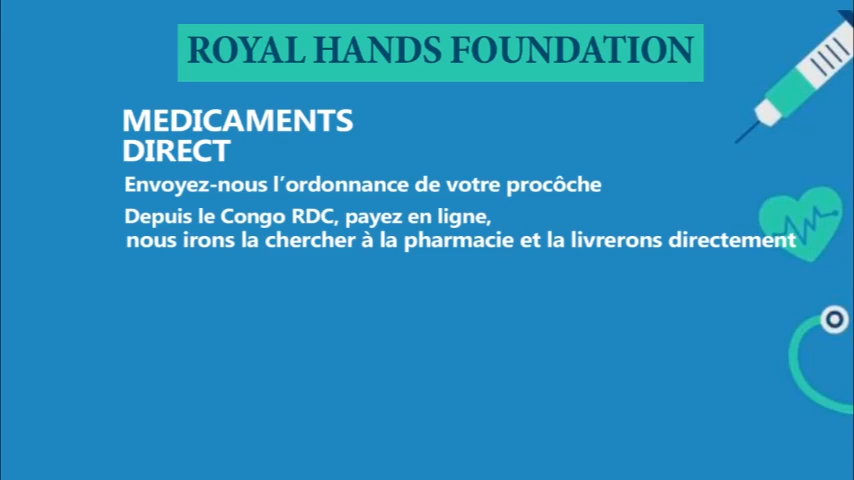 ROYAL HANDS FOUNDATION
MEDICAMENTS
DIRECT
Envoyez-nous l’ordonnance de votre procôche
Depuis le Congo RDC, payez en ligne,
nous irons la chercher à la pharmacie et la livrerons directement